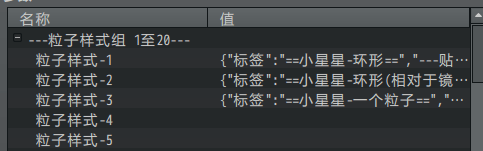 名称 值
---粒子样式组 1至20---
粒子样式-1 {"标签":"==小星星-环形==","---贴…
粒子样式-2 {"标签":"==小星星-环形(相对于镜…
粒子样式-3 {"标签":"==小星星-一个粒子==","…
粒子样式-4
粒子样式-5